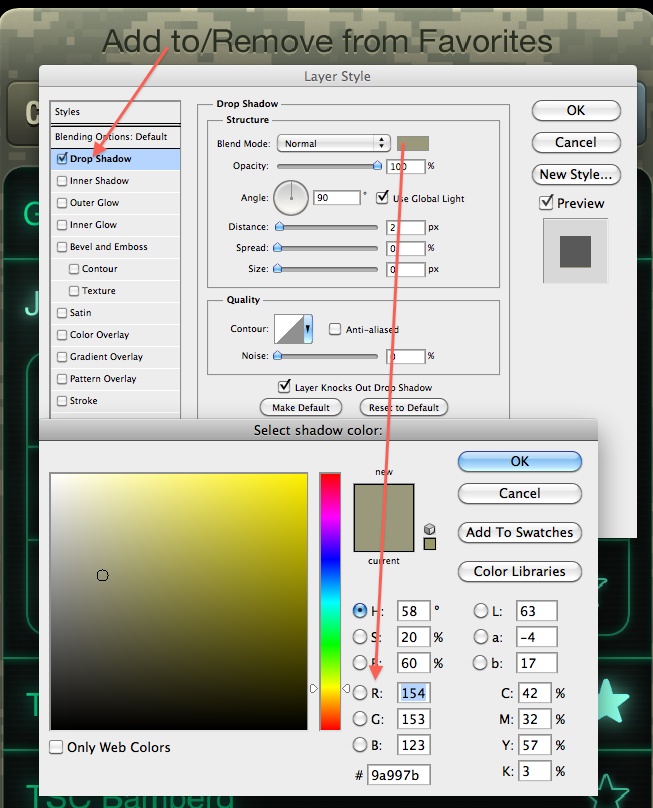 Add to/Remove from Favorites
Layer Style
Styles
Blending Options: Default
Drop Shadow
Inner Shadow
Outer Glow
Inner Glow
Bevel and Emboss
Contour
Texture
Satin
Color Overlay
Gradient Overlay
Pattern Overlay
Stroke
Drop Shadow
Structure
Blend Mode: Normal
Opacity: 100 %
Angle: 90 ° Use Global Light
Distance: 2 px
Spread: 0 %
Size: 0 px
Quality
Contour: Anti-aliased
Noise: 0 %
Layer Knocks Out Drop Shadow
Make Default Reset to Default
OK
Cancel
New Style...
Preview
Select shadow color:
new
current
OK
Cancel
Add To Swatches
Color Libraries
H: 58 ° L: 63
S: 20 % a: -4
B: 60 % b: 17
R: 154 C: 42 %
G: 153 M: 32 %
B: 123 Y: 57 %
# 9a997b K: 3 %
Only Web Colors
TSC Bamberg